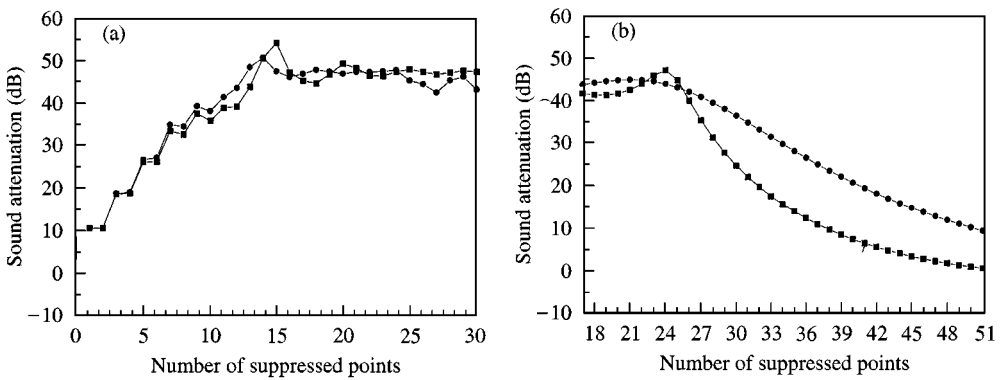 60
50
40
30
20
10
0
−10
Sound attenuation (dB)
(a)
0 5 10 15 20 25 30
Number of suppressed points
60
50
40
30
20
10
0
−10
Sound attenuation (dB)
(b)
18 21 24 27 30 33 36 39 42 45 48 51
Number of suppressed points